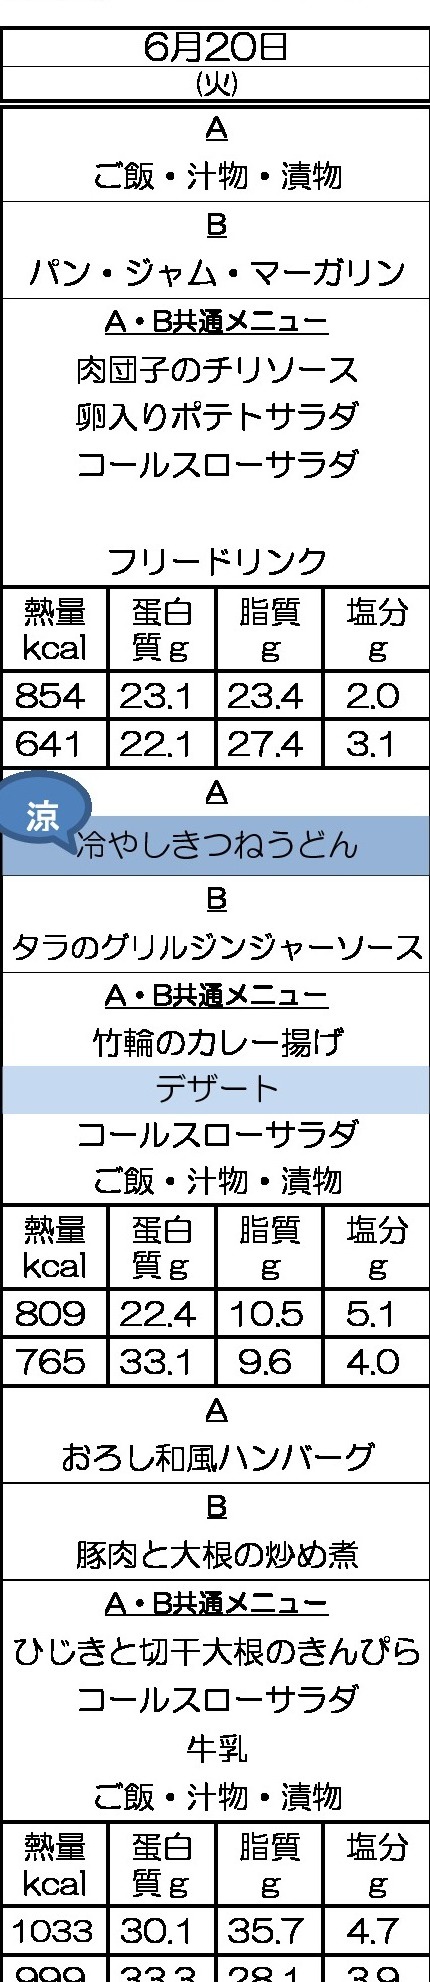 6月20日
(火)
A
ご飯・汁物・漬物
B
パン・ジャム・マーガリン
A・B共通メニュー
肉団子のチリソース
卵入りポテトサラダ
コールスローサラダ
フリードリンク
熱量 蛋白 脂質 塩分
kcal 質g g g
854 23.1 23.4 2.0
641 22.1 27.4 3.1
A
涼
冷やしきつねうどん
B
タラのグリルジンジャーソース
A・B共通メニュー
竹輪のカレー揚げ
デザート
コールスローサラダ
ご飯・汁物・漬物
熱量 蛋白 脂質 塩分
kcal 質g g g
809 22.4 10.5 5.1
765 33.1 9.6 4.0
A
おろし和風ハンバーグ
B
豚肉と大根の炒め煮
A・B共通メニュー
ひじきと切干大根のきんぴら
コールスローサラダ
牛乳
ご飯・汁物・漬物
熱量 蛋白 脂質 塩分
kcal 質g g g
1033 30.1 35.7 4.7
999 33.3 28.1 3.9